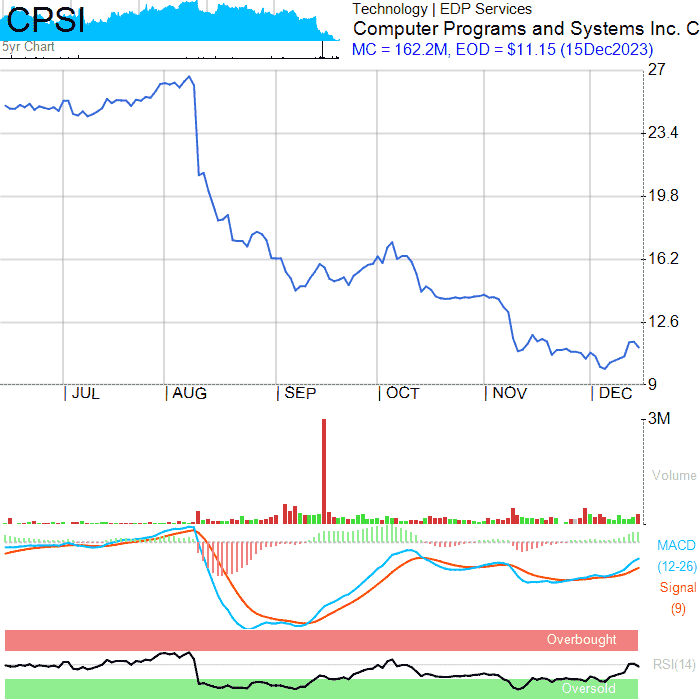 CPSI
5yr Chart
Technology | EDP Services
Computer Programs and Systems Inc. C
MC = 162.2M, EOD = $11.15 (15Dec2023)
27
23.4
19.8
16.2
12.6
9
JUL
AUG
SEP
OCT
NOV
DEC
3M
Volume
MACD
(12-26)
Signal
(9)
Overbought
RSI(14)
Oversold